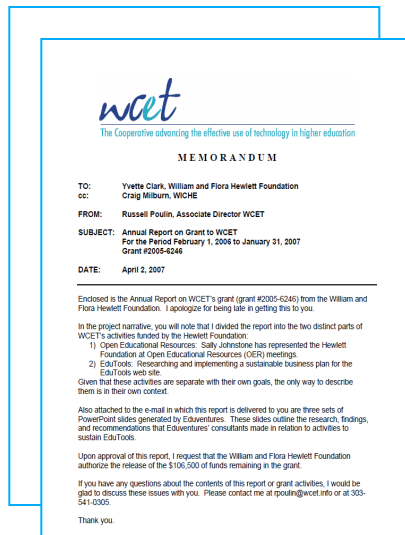 wcet
The Cooperative advancing the effective use of technology in higher education
MEMORANDUM
TO: Yvette Clark, William and Flora Hewlett Foundation
cc: Craig Milburn, WICHE
FROM: Russell Poulin, Associate Director WCET
SUBJECT: Annual Report on Grant to WCET
For the Period February 1, 2006 to January 31, 2007
Grant #2005-6246
DATE: April 2, 2007
Enclosed is the Annual Report on WCET's grant (grant #2005-6246) from the William and
Flora Hewlett Foundation. I apologize for being late in getting this to you.
In the project narrative, you will note that I divided the report into the two distinct parts of
WCET's activities funded by the Hewlett Foundation:
1) Open Educational Resources: Sally Johnstone has represented the Hewlett
Foundation at Open Educational Resources (OER) meetings.
2) EduTools: Researching and implementing a sustainable business plan for the
EduTools web site.
Given that these activities are separate with their own goals, the only way to describe
them is in their own context.
Also attached to the e-mail in which this report is delivered to you are three sets of
PowerPoint slides generated by Eduventures. These slides outline the research, findings,
and recommendations that Eduventures' consultants made in relation to activities to
sustain EduTools.
Upon approval of this report, I request that the William and Flora Hewlett Foundation
authorize the release of the $106,500 of funds remaining in the grant.
If you have any questions about the contents of this report or grant activities, I would be
glad to discuss these issues with you. Please contact me at rpoulin@wcet.info or at 303-
541-0305.
Thank you.